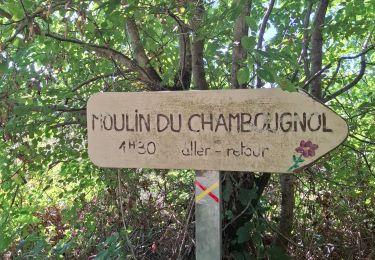 MOULIN DU CHAMBOUGNOL
4H30 aller - retour